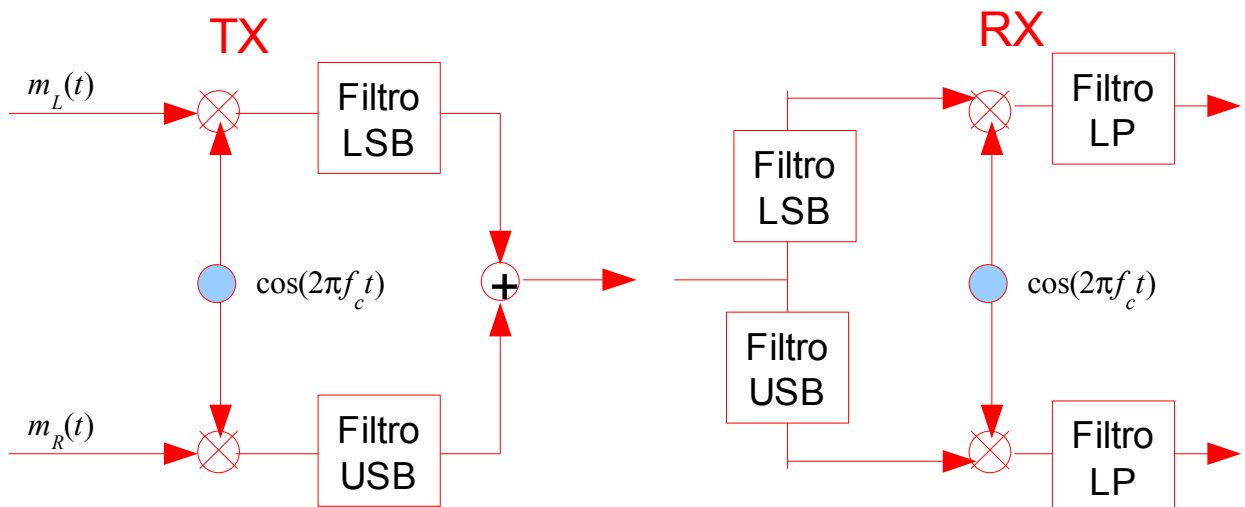 TX
RX
m_L(t)
Filtro
LSB
Filtro
LP
Filtro
LSB
cos(2πf_c t)
+
cos(2πf_c t)
Filtro
USB
m_R(t)
Filtro
USB
Filtro
LP